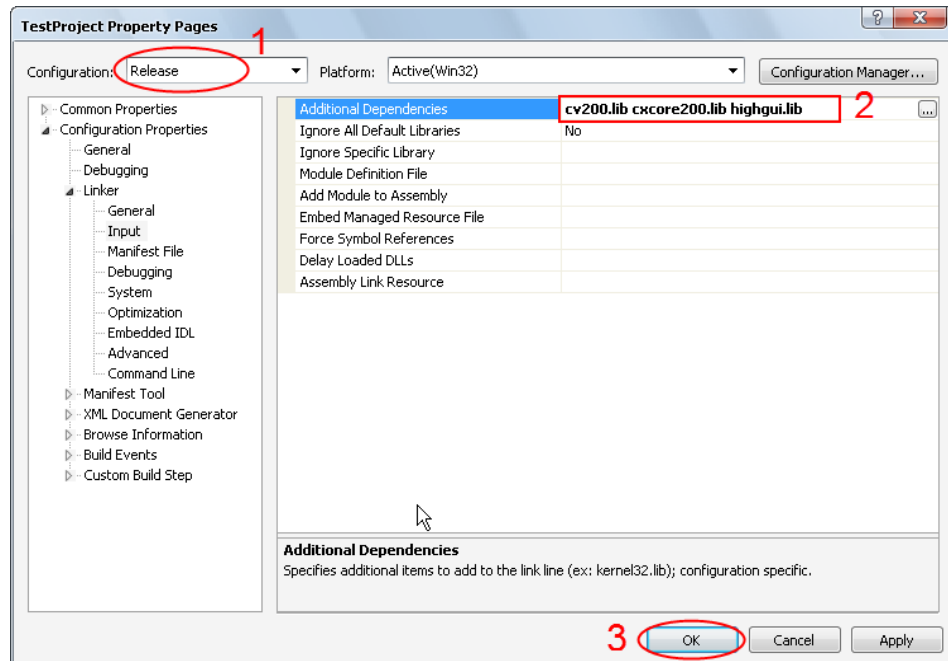 TestProject Property Pages
1
Configuration: Release Platform: Active(Win32) Configuration Manager...
Common Properties
Configuration Properties
General
Debugging
Linker
General
Input
Manifest File
Debugging
System
Optimization
Embedded IDL
Advanced
Command Line
Manifest Tool
XML Document Generator
Browse Information
Build Events
Custom Build Step
Additional Dependencies cv200.lib cxcore200.lib highgui.lib ... 2
Ignore All Default Libraries No
Ignore Specific Library
Module Definition File
Add Module to Assembly
Embed Managed Resource File
Force Symbol References
Delay Loaded DLLs
Assembly Link Resource
Additional Dependencies
Specifies additional items to add to the link line (ex: kernel32.lib); configuration specific.
3 OK Cancel Apply